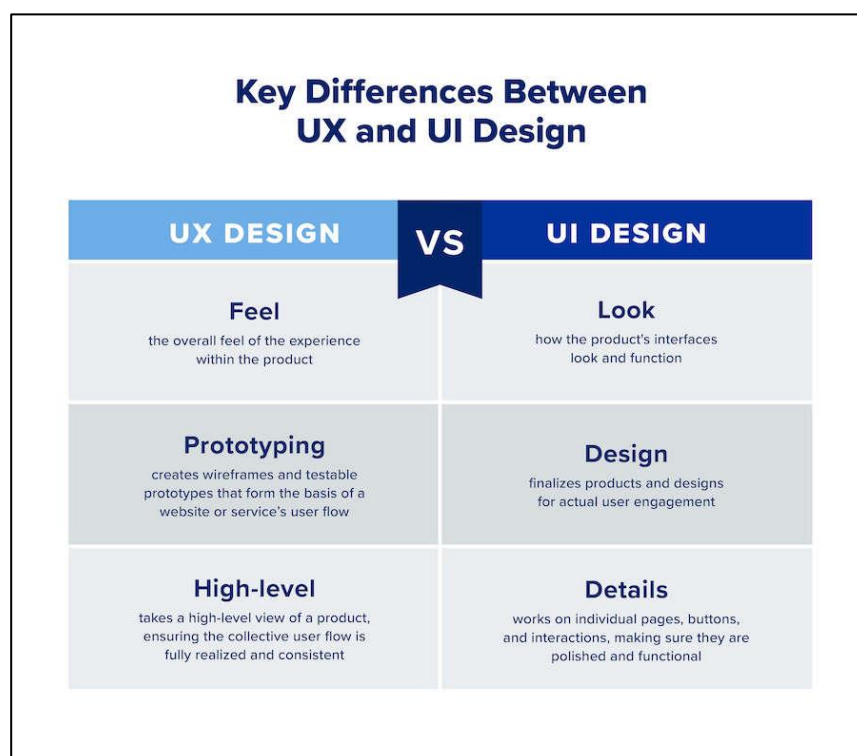 Key Differences Between
UX and UI Design
UX DESIGN
VS
UI DESIGN
Feel
the overall feel of the experience
within the product
Look
how the product's interfaces
look and function
Prototyping
creates wireframes and testable
prototypes that form the basis of a
website or service's user flow
Design
finalizes products and designs
for actual user engagement
High-level
takes a high-level view of a product,
ensuring the collective user flow is
fully realized and consistent
Details
works on individual pages, buttons,
and interactions, making sure they are
polished and functional